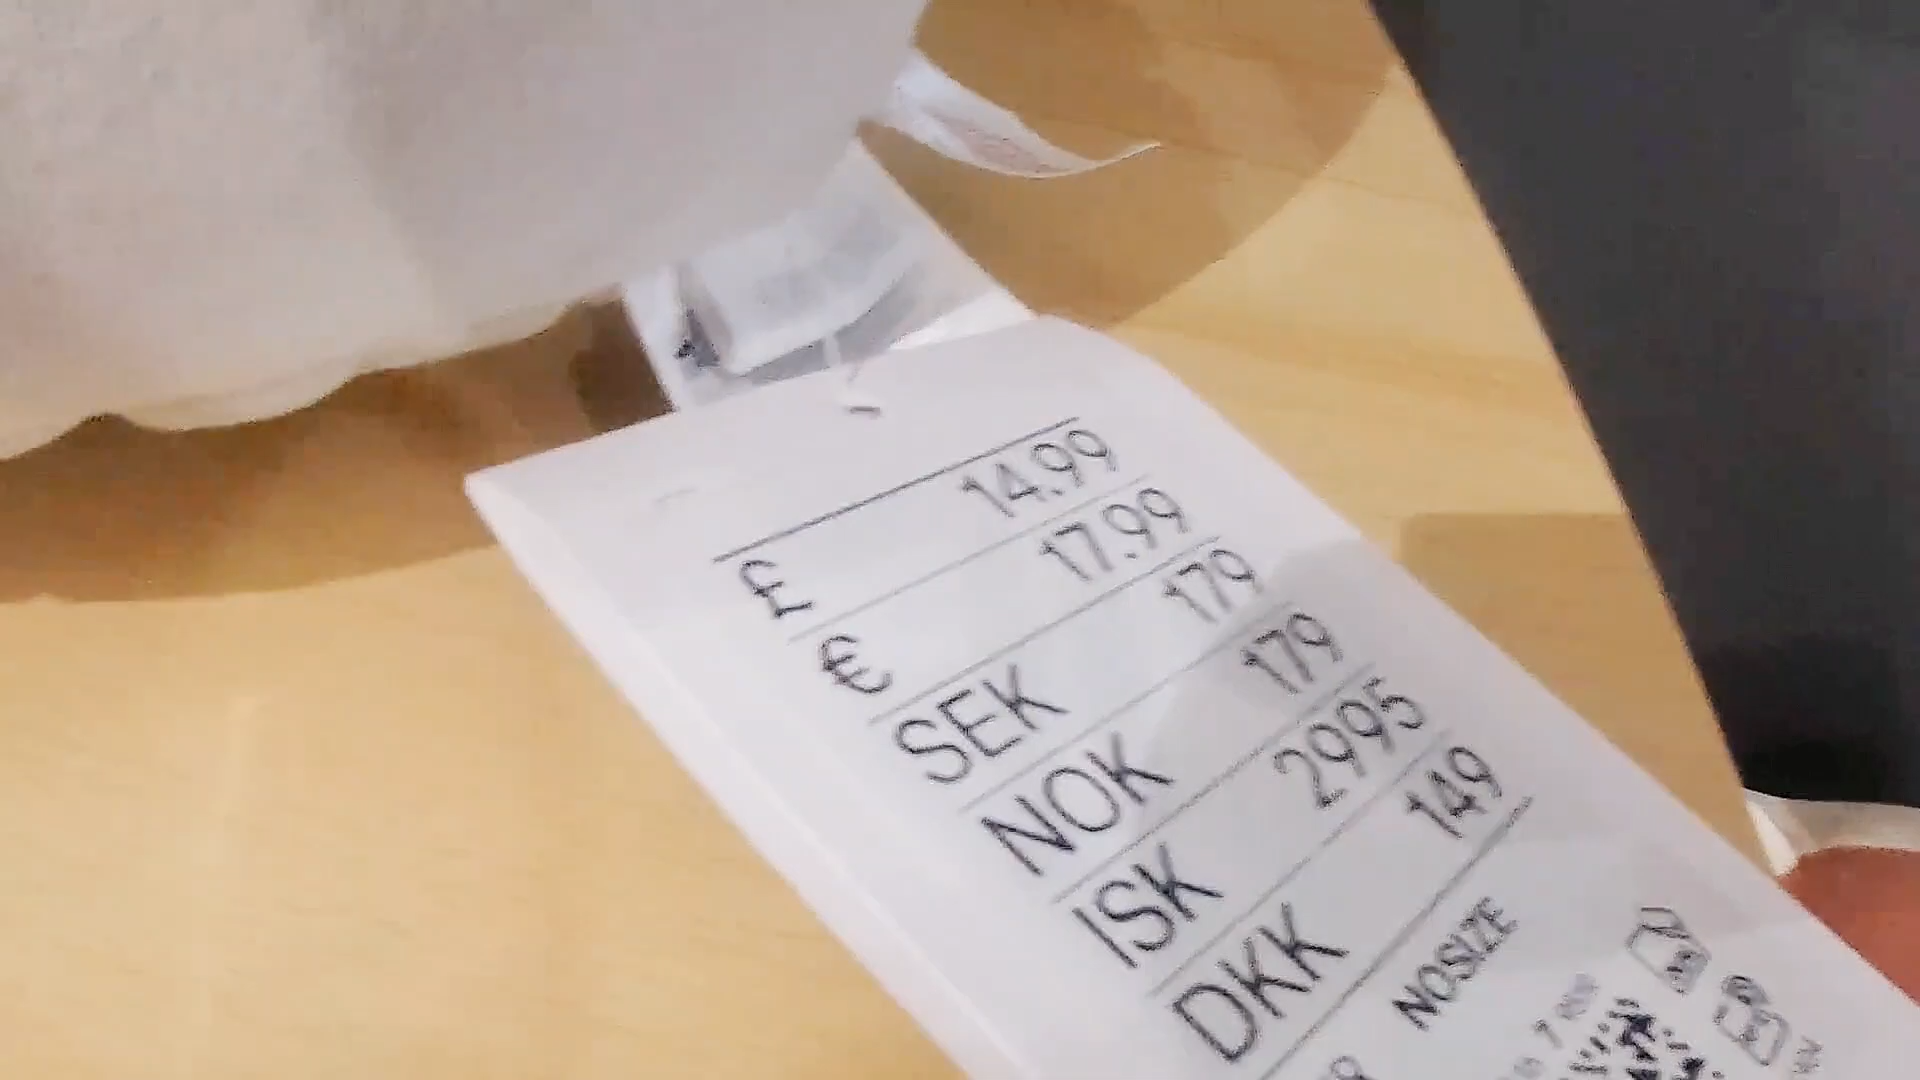 £ 14.99
€ 17.99
SEK 179
NOK 179
ISK 2995
DKK 149
NOSIZE